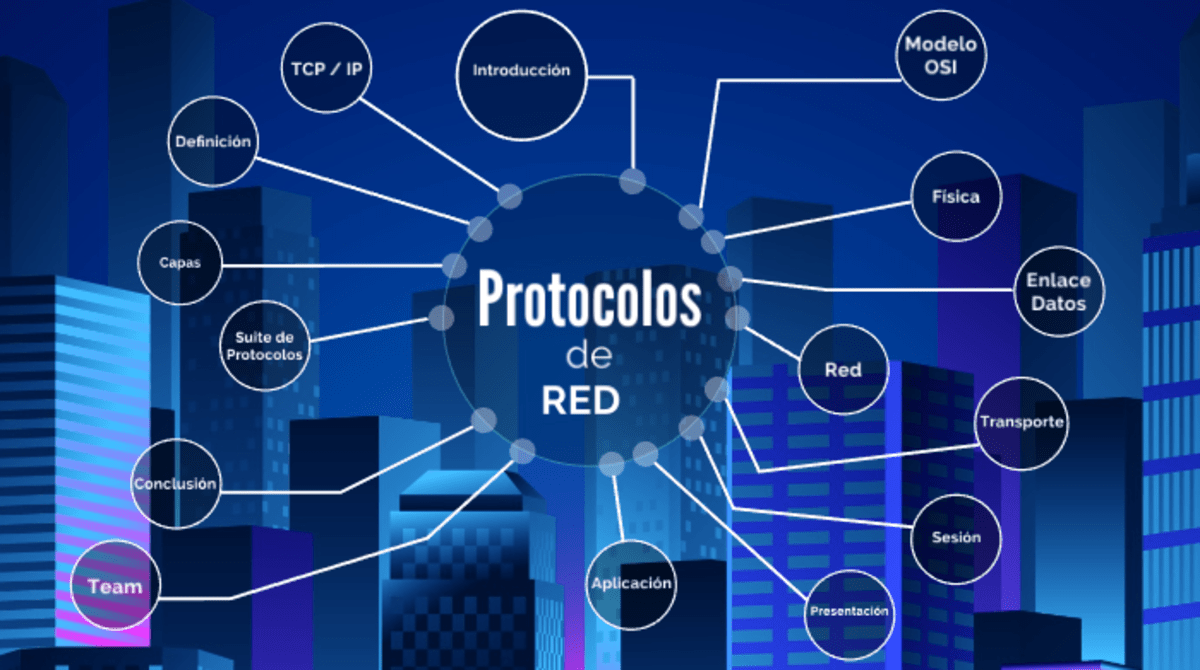 Introducción
Modelo
OSI
Física
Enlace
Datos
Red
Transporte
Sesión
Presentación
Aplicación
Team
Conclusión
Suite de
Protocolos
Capas
Definición
TCP / IP
Protocolos
de
RED